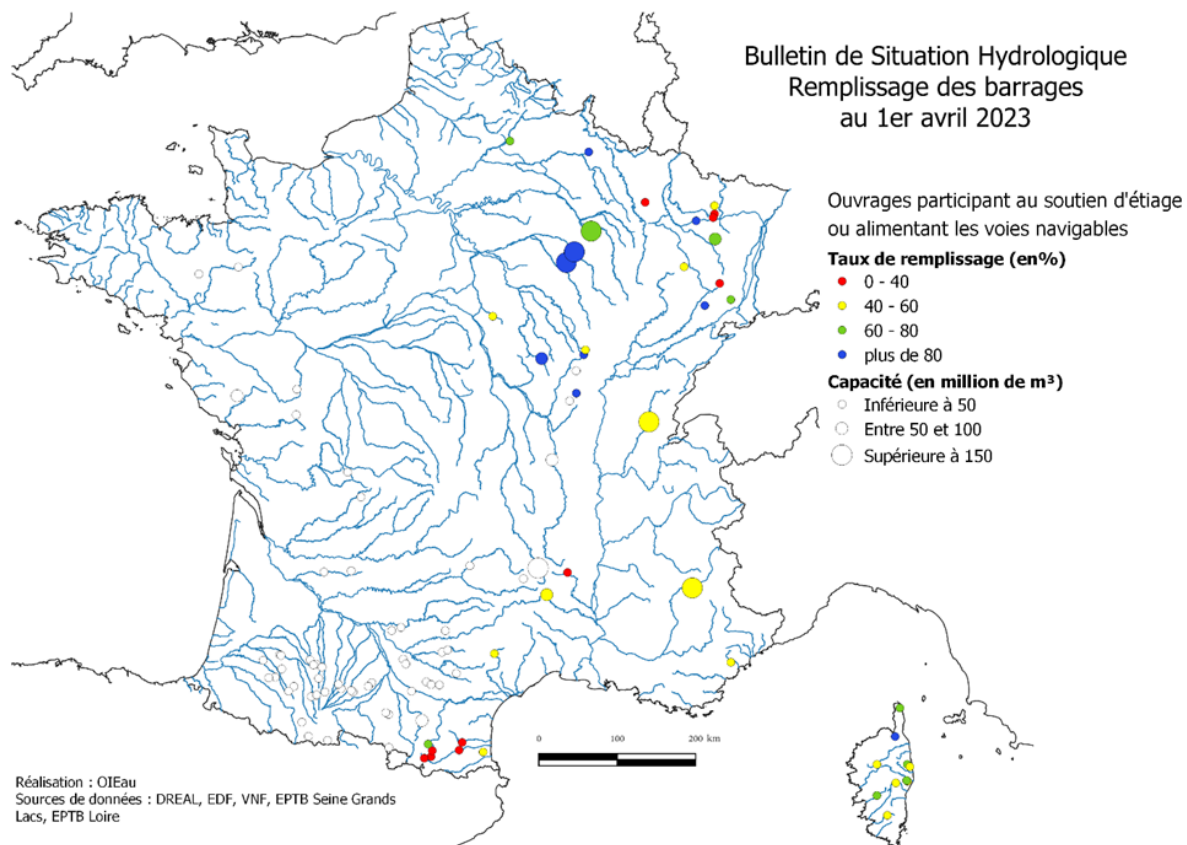 Bulletin de Situation Hydrologique
Remplissage des barrages
au 1er avril 2023
Ouvrages participant au soutien d'étiage
ou alimentant les voies navigables
Taux de remplissage (en%)
0 - 40
40 - 60
60 - 80
plus de 80
Capacité (en million de m³)
Inférieure à 50
Entre 50 et 100
Supérieure à 150
0 100 200 km
Réalisation : OIEau
Sources de données : DREAL, EDF, VNF, EPTB Seine Grands
Lacs, EPTB Loire